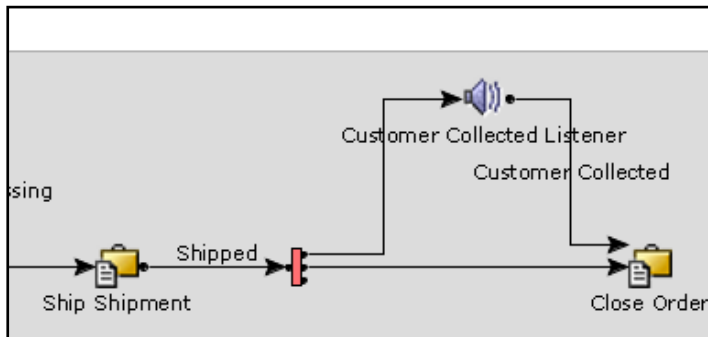 Customer Collected Listener
Customer Collected
ssing
Shipped
Ship Shipment
Close Order